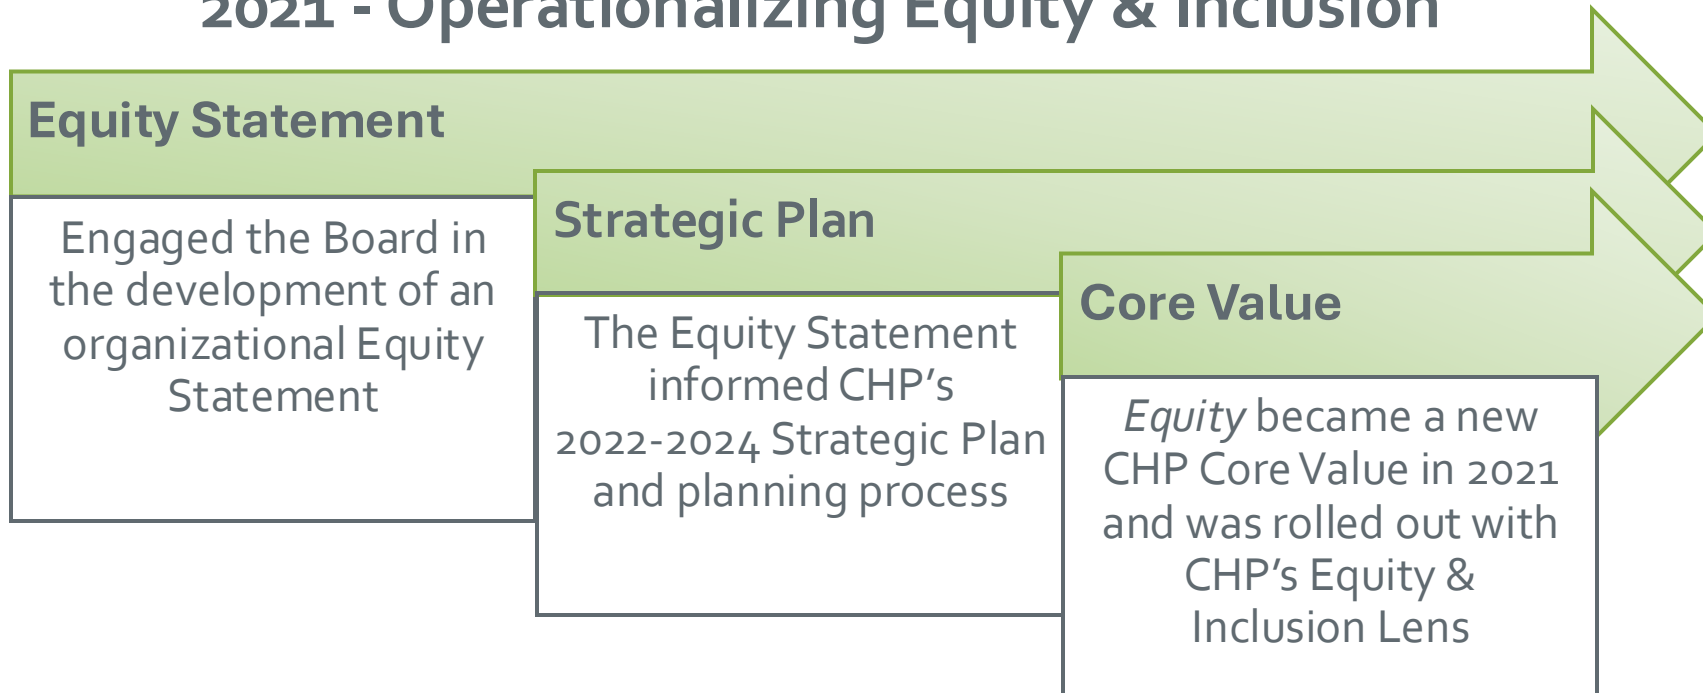 2021 - Operationalizing Equity & Inclusion
Equity Statement
Engaged the Board in
the development of an
organizational Equity
Statement
Strategic Plan
The Equity Statement
informed CHP’s
2022-2024 Strategic Plan
and planning process
Core Value
Equity became a new
CHP Core Value in 2021
and was rolled out with
CHP’s Equity &
Inclusion Lens